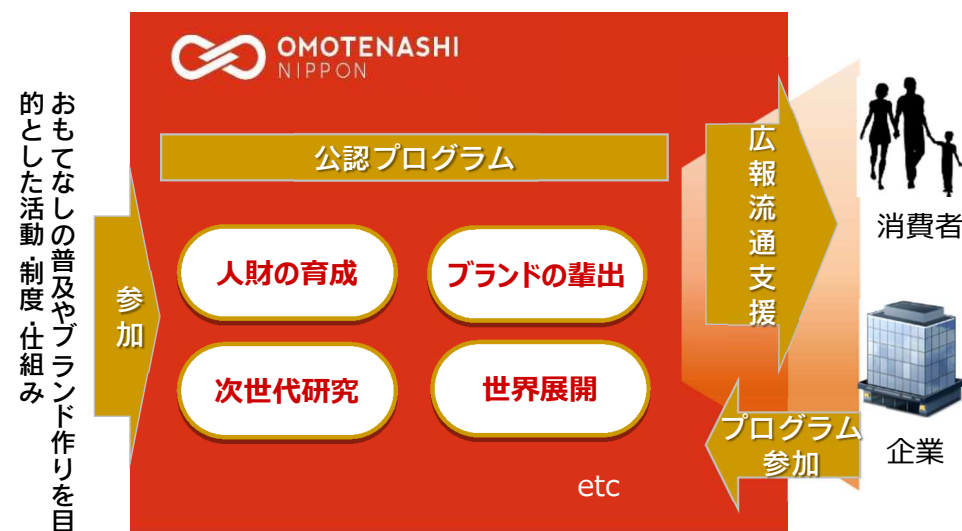 OMOTENASHI
NIPPON
おもてなしの普及やブランド作りを目
的とした活動・制度・仕組み
参加
公認プログラム
人財の育成
ブランドの輩出
次世代研究
世界展開
etc
広報流通支援
消費者
プログラム
参加
企業